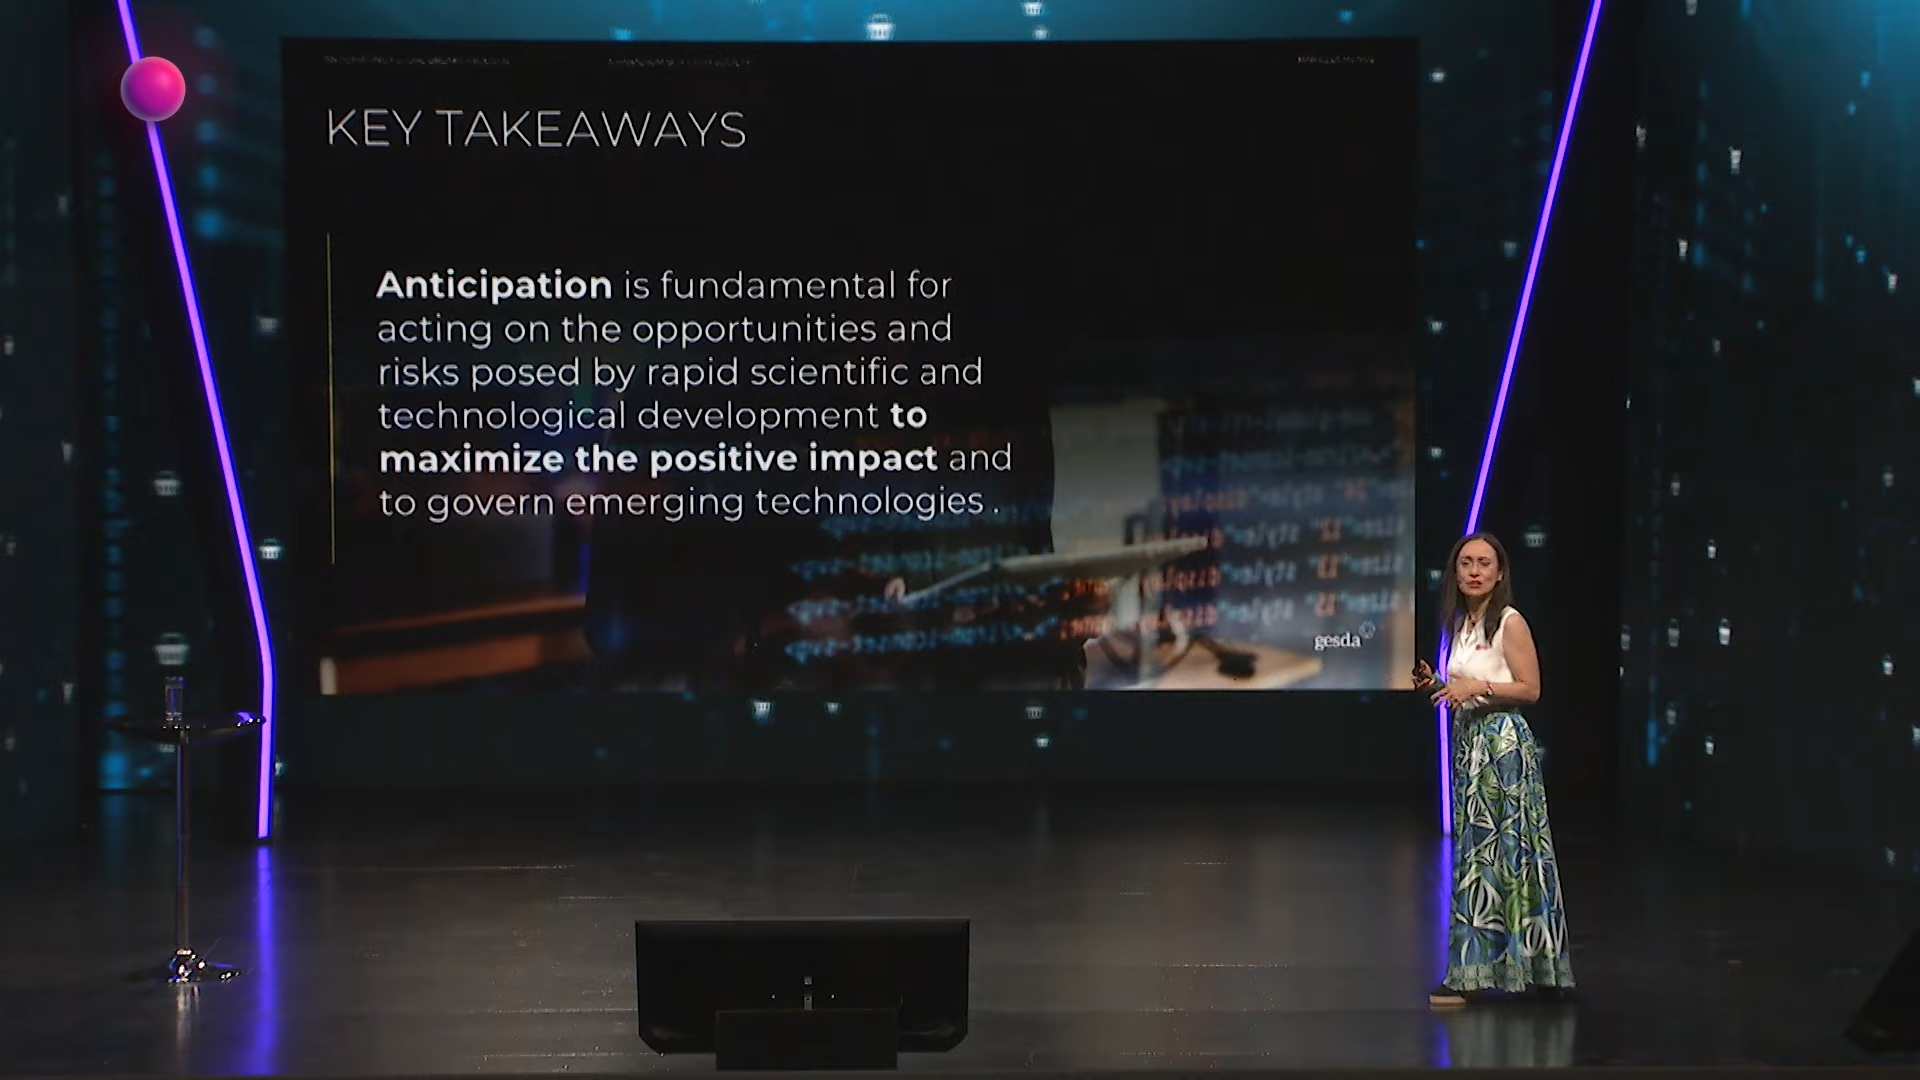 KEY TAKEAWAYS
Anticipation is fundamental for
acting on the opportunities and
risks posed by rapid scientific and
technological development to
maximize the positive impact and
to govern emerging technologies .
gesda